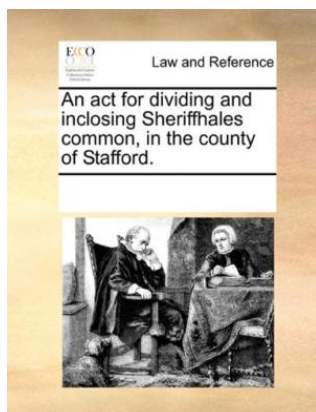 ECCO
Law and Reference
An act for dividing and
inclosing Sheriffhales
common, in the county
of Stafford.